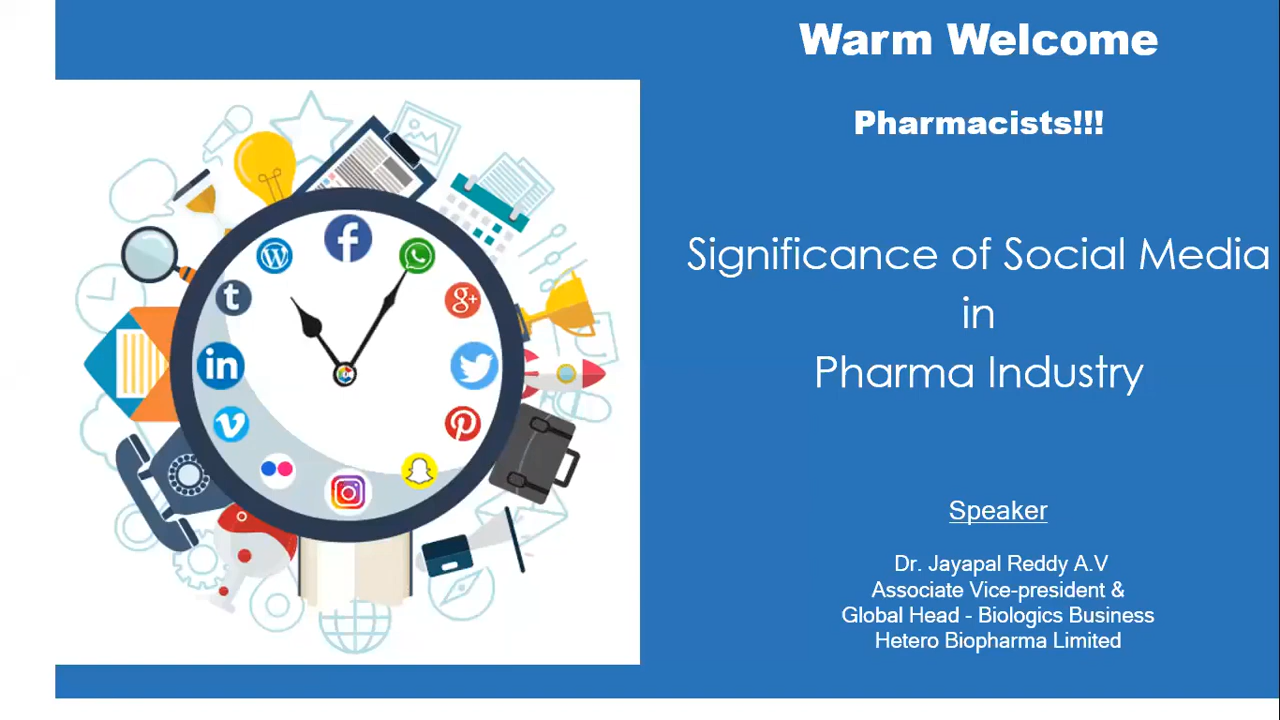 Warm Welcome
Pharmacists!!!
Significance of Social Media
in
Pharma Industry
Speaker
Dr. Jayapal Reddy A.V
Associate Vice-president &
Global Head - Biologics Business
Hetero Biopharma Limited